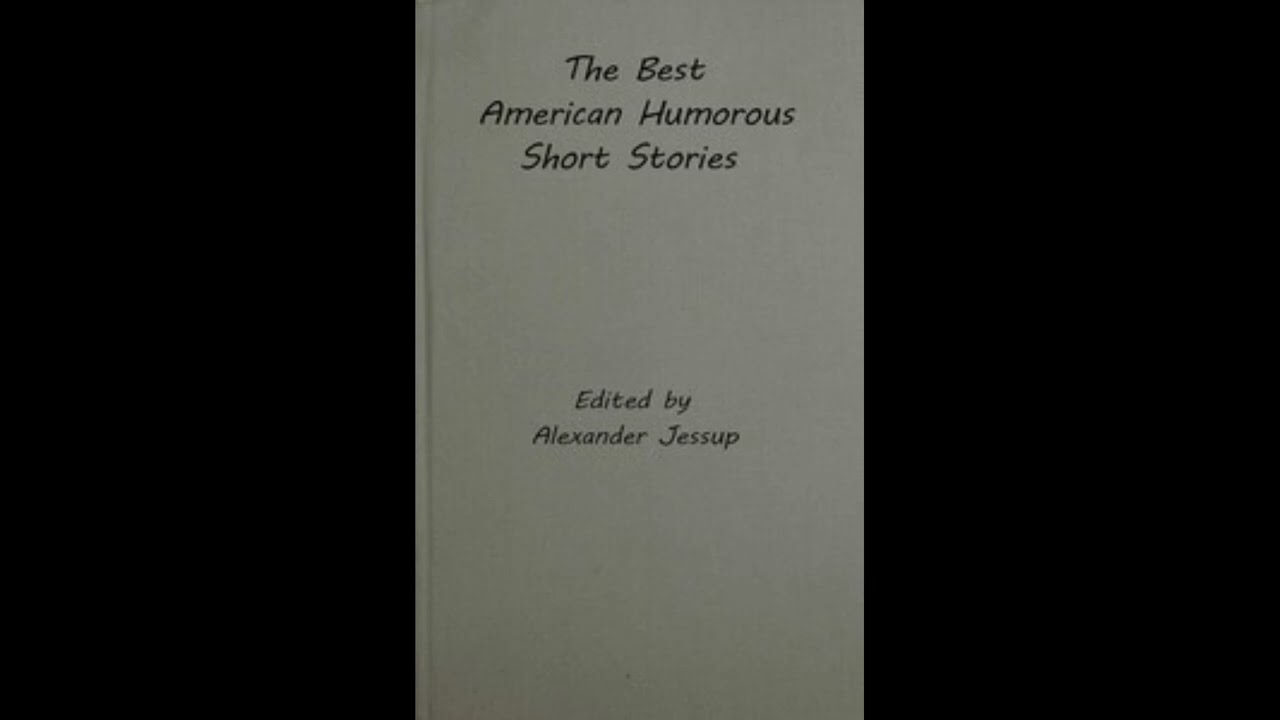 The Best
American Humorous
Short Stories
Edited by
Alexander Jessup